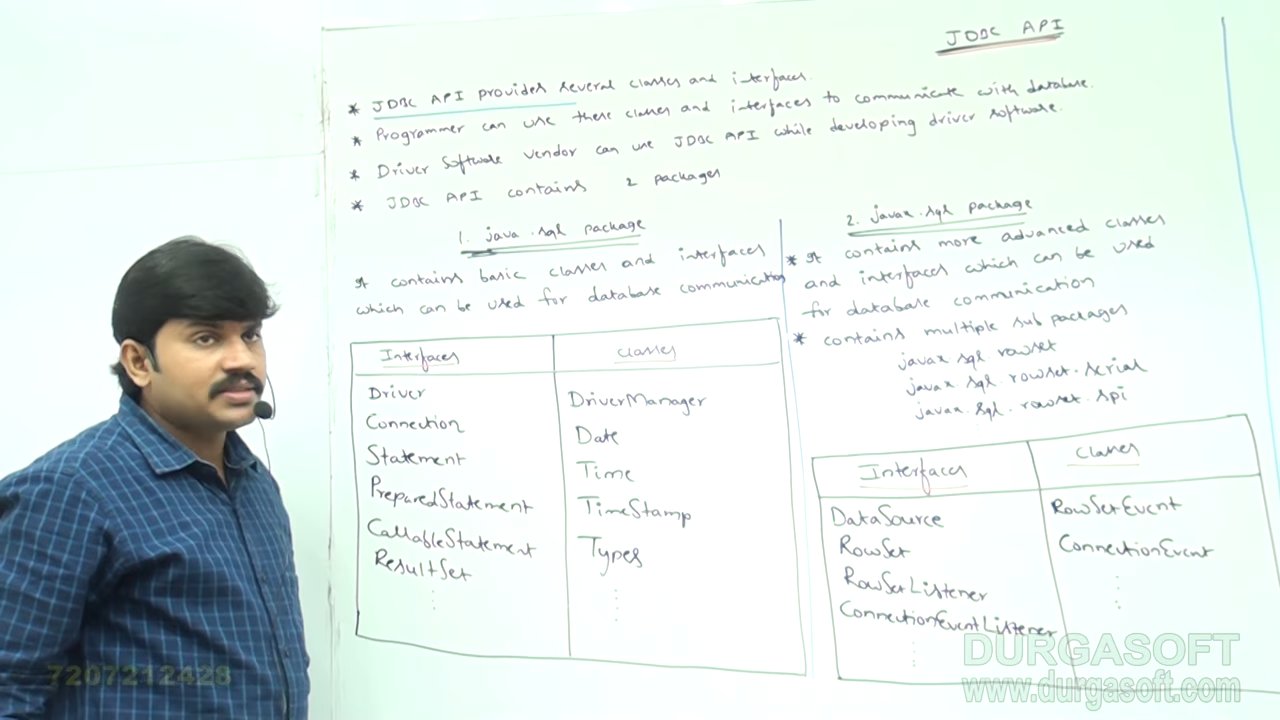 JDBC API
* JDBC API provides several classes and interfaces.
* Programmer can use these classes and interfaces to communicate with database.
* Driver Software vendor can use JDBC API while developing driver software.
* JDBC API contains 2 packages
1. java.sql package
It contains basic classes and interfaces
which can be used for database communication
Interfaces classes
Driver DriverManager
Connection Date
Statement Time
PreparedStatement TimeStamp
CallableStatement Types
ResultSet
2. javax.sql package
* It contains more advanced classes
and interfaces which can be used
for database communication
* contains multiple sub packages
javax.sql.rowset
javax.sql.rowset.serial
javax.sql.rowset.spi
Interfaces Classes
DataSource RowSetEvent
RowSet ConnectionEvent
RowSetListener
ConnectionEventListener
DURGASOFT
www.durgasoft.com
7207212428